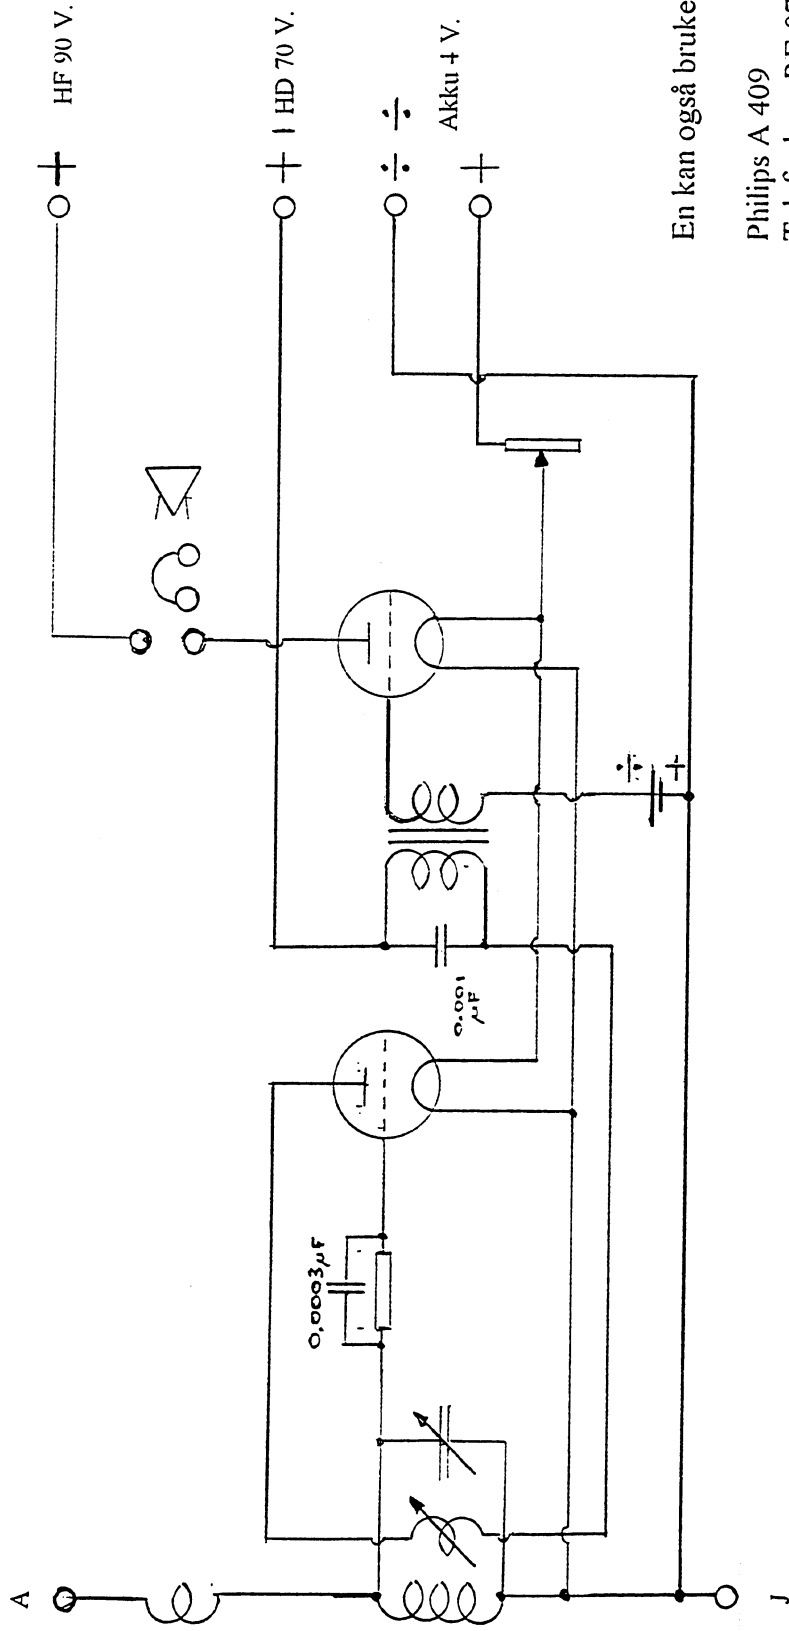 A
J
0,0003µF
0.001
µF
HF 90 V.
HD 70 V.
Akku 4 V.
En kan også bruke
Philips A 409